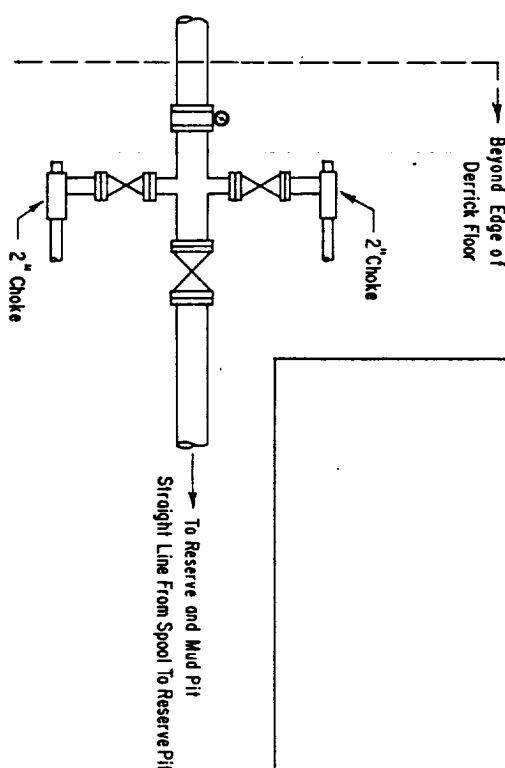 Beyond Edge of
Derrick Floor
2" Choke
2" Choke
To Reserve and Mud Pit
Straight Line From Spool To Reserve Pit